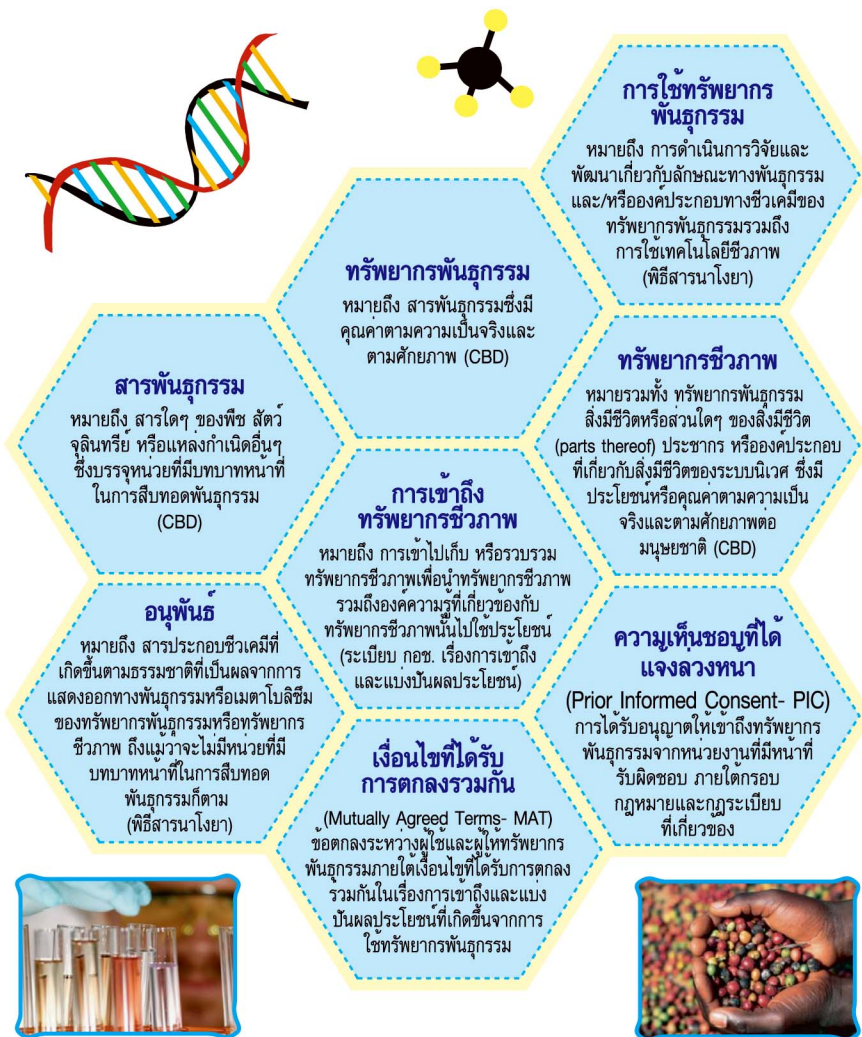 การใช้ทรัพยากร
พันธุกรรม
หมายถึง การดำเนินการวิจัยและ
พัฒนาเกี่ยวกับลักษณะทางพันธุกรรม
และ/หรือองค์ประกอบทางชีวเคมีของ
ทรัพยากรพันธุกรรมรวมถึง
การใช้เทคโนโลยีชีวภาพ
(พิธีสารนาโงยา)
ทรัพยากรพันธุกรรม
หมายถึง สารพันธุกรรมซึ่งมี
คุณค่าตามความเป็นจริงและ
ตามศักยภาพ (CBD)
สารพันธุกรรม
หมายถึง สารใดๆ ของพืช สัตว์
จุลินทรีย์ หรือแหล่งกำเนิดอื่นๆ
ซึ่งบรรจุหน่วยที่มีบทบาทหน้าที่
ในการสืบทอดพันธุกรรม
(CBD)
ทรัพยากรชีวภาพ
หมายรวมทั้ง ทรัพยากรพันธุกรรม
สิ่งมีชีวิตหรือส่วนใดๆ ของสิ่งมีชีวิต
(parts thereof) ประชากร หรือองค์ประกอบ
ที่เกี่ยวกับสิ่งมีชีวิตของระบบนิเวศ ซึ่งมี
ประโยชน์หรือคุณค่าตามความเป็น
จริงและตามศักยภาพต่อ
มนุษยชาติ (CBD)
การเข้าถึง
ทรัพยากรชีวภาพ
หมายถึง การเข้าไปเก็บ หรือรวบรวม
ทรัพยากรชีวภาพเพื่อนำทรัพยากรชีวภาพ
รวมถึงองค์ความรู้ที่เกี่ยวข้องกับ
ทรัพยากรชีวภาพนั้นไปใช้ประโยชน์
(ระเบียบ กอช. เรื่องการเข้าถึง
และแบ่งปันผลประโยชน์)
อนุพันธ์
หมายถึง สารประกอบชีวเคมีที่
เกิดขึ้นตามธรรมชาติที่เป็นผลจากการ
แสดงออกทางพันธุกรรมหรือเมตาโบลิซึม
ของทรัพยากรพันธุกรรมหรือทรัพยากร
ชีวภาพ ถึงแม้ว่าจะไม่มีหน่วยที่มี
บทบาทหน้าที่ในการสืบทอด
พันธุกรรมก็ตาม
(พิธีสารนาโงยา)
ความเห็นชอบที่ได้
แจ้งล่วงหน้า
(Prior Informed Consent- PIC)
การได้รับอนุญาตให้เข้าถึงทรัพยากร
พันธุกรรมจากหน่วยงานที่มีหน้าที่
รับผิดชอบ ภายใต้กรอบ
กฎหมายและกฎระเบียบ
ที่เกี่ยวของ
เงื่อนไขที่ได้รับ
การตกลงรวมกัน
(Mutually Agreed Terms- MAT)
ข้อตกลงระหว่างผู้ใช้และผู้ให้ทรัพยากร
พันธุกรรมภายใต้เงื่อนไขที่ได้รับการตกลง
รวมกันในเรื่องการเข้าถึงและแบ่ง
ปันผลประโยชน์ที่เกิดขึ้นจากการ
ใช้ทรัพยากรพันธุกรรม